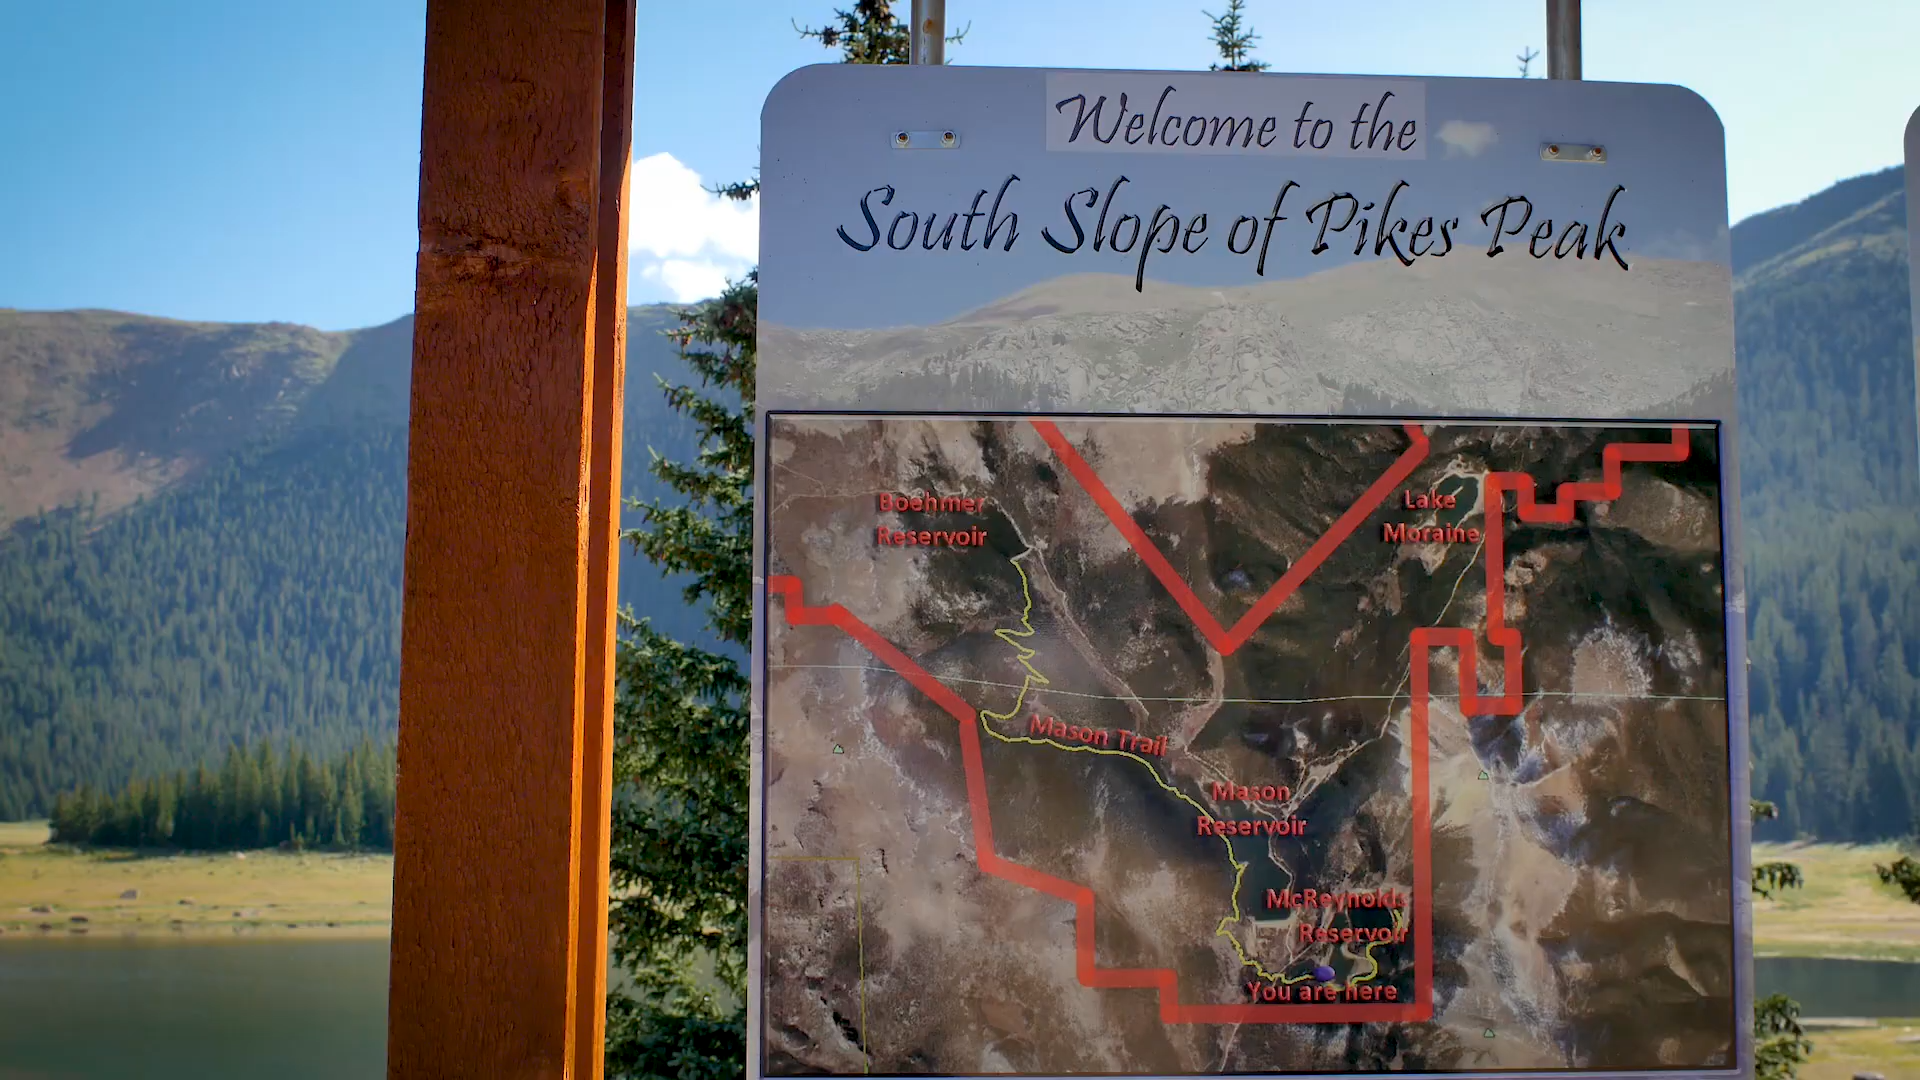 Welcome to the
South Slope of Pikes Peak
Boehmer
Reservoir
Lake
Moraine
Mason Trail
Mason
Reservoir
McReynolds
Reservoir
You are here